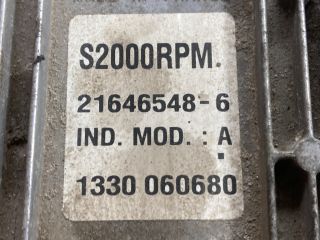 S2000RPM.
21646548-6
IND. MOD. : A
1330 060680